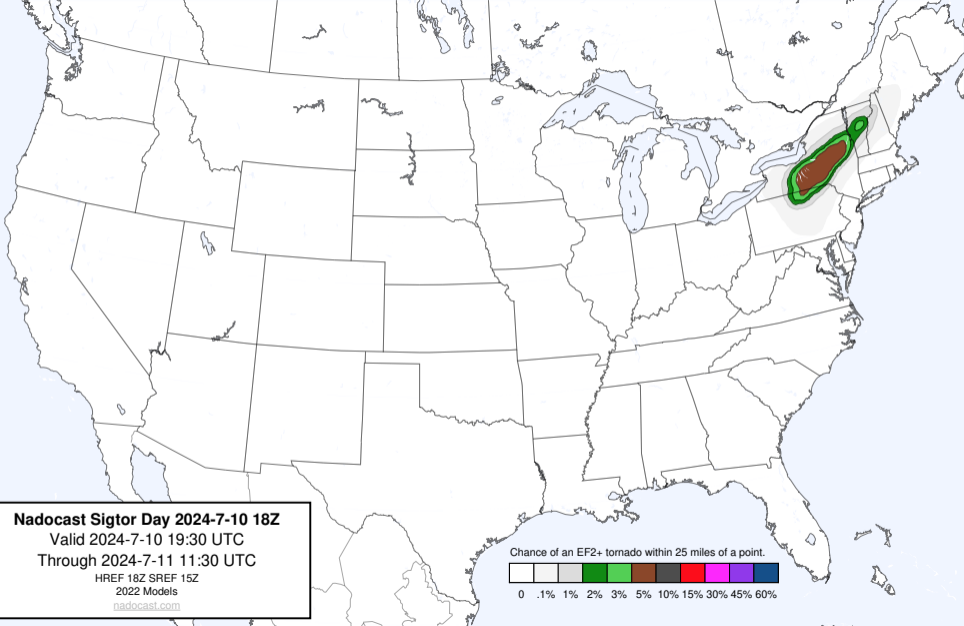 Nadocast Sigtor Day 2024-7-10 18Z
Valid 2024-7-10 19:30 UTC
Through 2024-7-11 11:30 UTC
HREF 18Z SREF 15Z
2022 Models
nadocast.com
Chance of an EF2+ tornado within 25 miles of a point.
0 .1% 1% 2% 3% 5% 10% 15% 30% 45% 60%